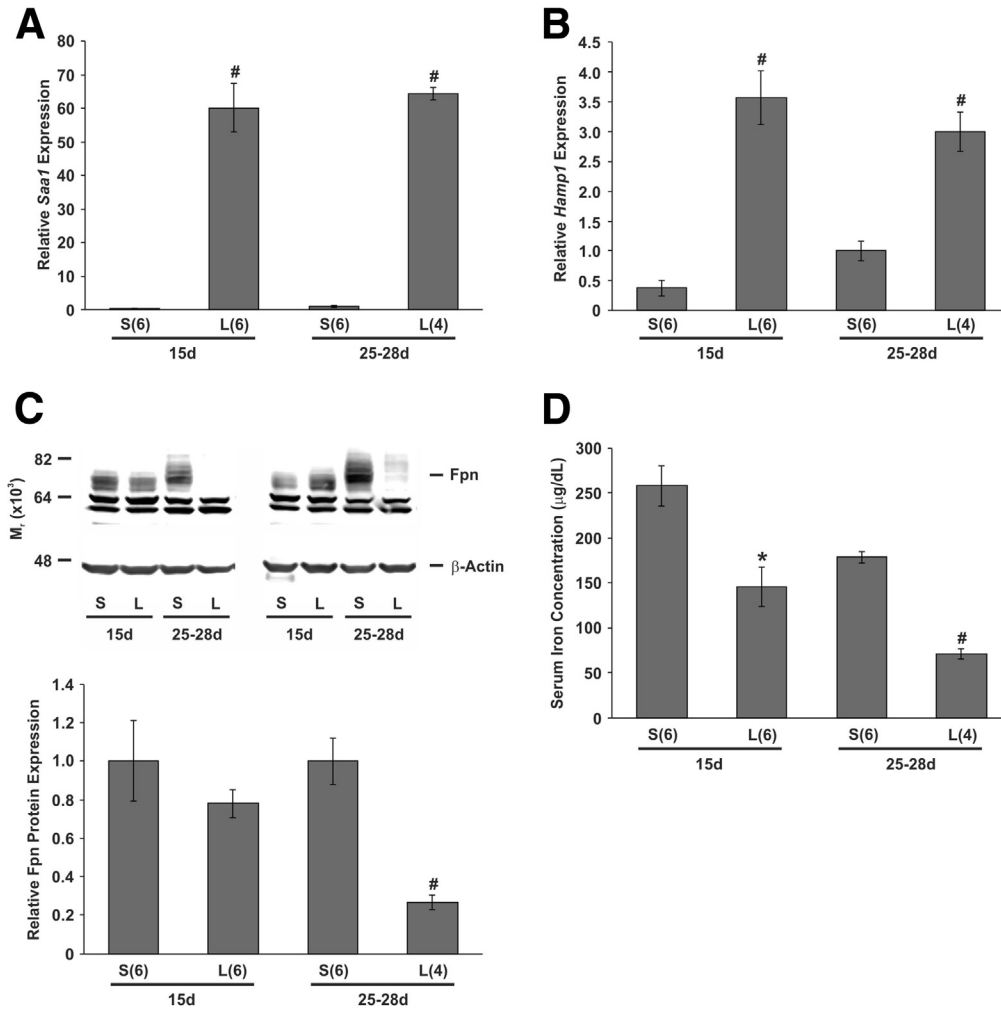 A
Relative Saa1 Expression
80
70
60
50
40
30
20
10
0
#
#
S(6)
L(6)
S(6)
L(4)
15d
25-28d
B
Relative Hamp1 Expression
4.5
4.0
3.5
3.0
2.5
2.0
1.5
1.0
0.5
0
#
#
S(6)
L(6)
S(6)
L(4)
15d
25-28d
C
Mr (x10³)
82
64
48
Fpn
β-Actin
S L S L
15d 25-28d
S L S L
15d 25-28d
Relative Fpn Protein Expression
1.4
1.2
1.0
0.8
0.6
0.4
0.2
0
#
S(6)
L(6)
S(6)
L(4)
15d
25-28d
D
Serum Iron Concentration (μg/dL)
300
250
200
150
100
50
0
*
#
S(6)
L(6)
S(6)
L(4)
15d
25-28d